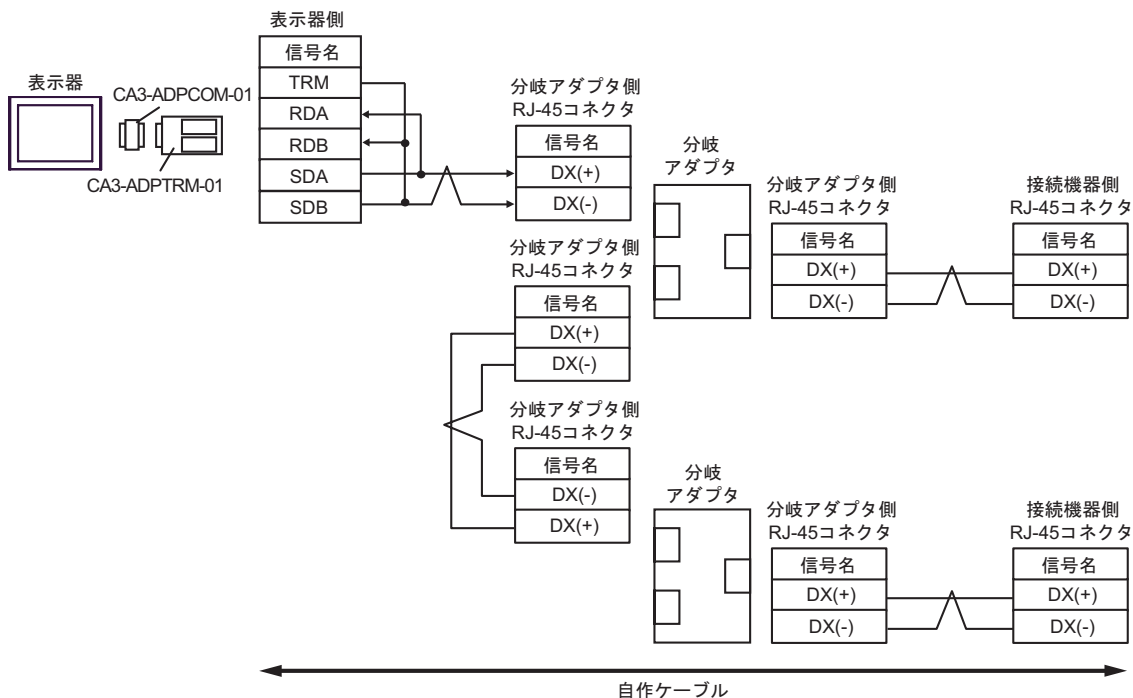 表示器
CA3-ADPCOM-01
CA3-ADPTRM-01
表示器側
信号名
TRM
RDA
RDB
SDA
SDB
分岐アダプタ側
RJ-45コネクタ
信号名
DX(+)
DX(-)
分岐
アダプタ
分岐アダプタ側
RJ-45コネクタ
信号名
DX(+)
DX(-)
接続機器側
RJ-45コネクタ
信号名
DX(+)
DX(-)
分岐アダプタ側
RJ-45コネクタ
信号名
DX(+)
DX(-)
分岐アダプタ側
RJ-45コネクタ
信号名
DX(-)
DX(+)
分岐
アダプタ
分岐アダプタ側
RJ-45コネクタ
信号名
DX(+)
DX(-)
接続機器側
RJ-45コネクタ
信号名
DX(+)
DX(-)
自作ケーブル